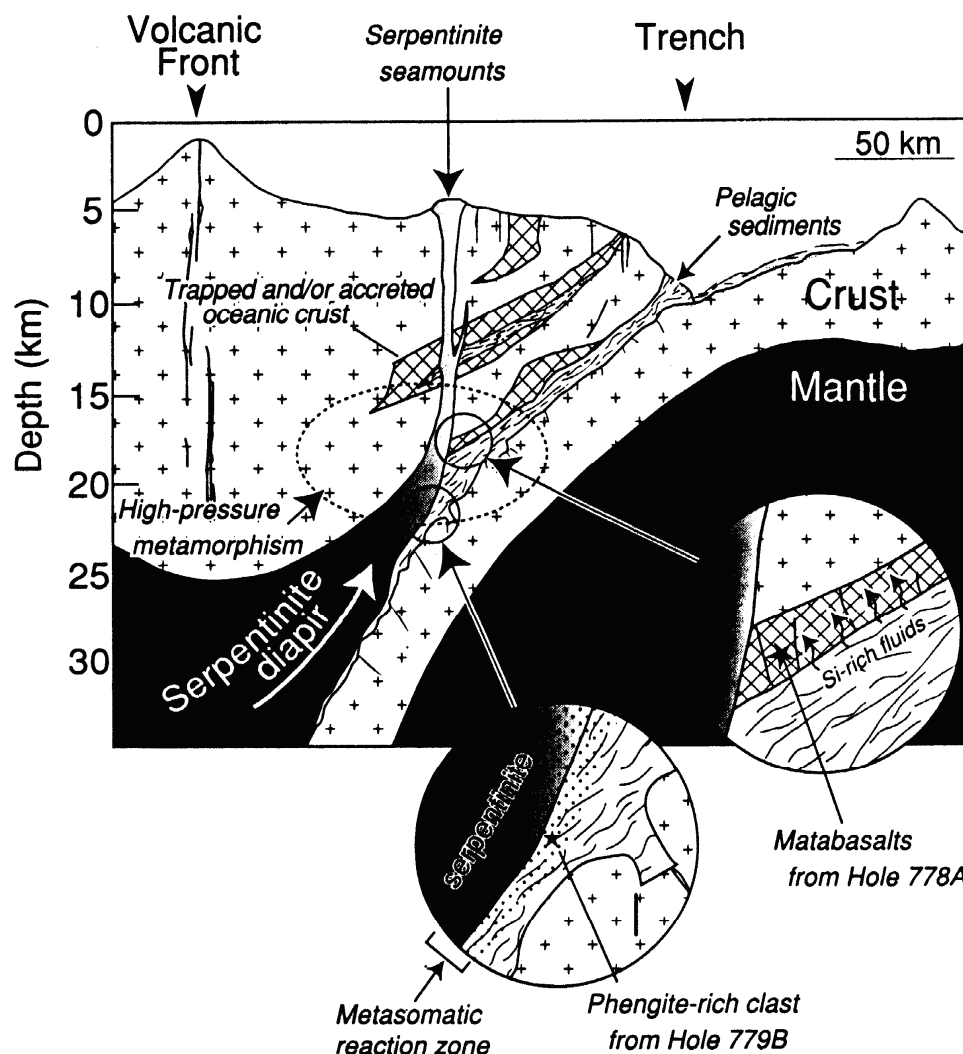 Volcanic
Front
Serpentinite
seamounts
Trench
0
5
10
15
20
25
30
Depth (km)
50 km
Pelagic
sediments
Trapped and/or accreted
oceanic crust
Crust
Mantle
High-pressure
metamorphism
Serpentinite
diapir
Si-rich fluids
serpentinite
Matabasalts
from Hole 778A
Metasomatic
reaction zone
Phengite-rich clast
from Hole 779B